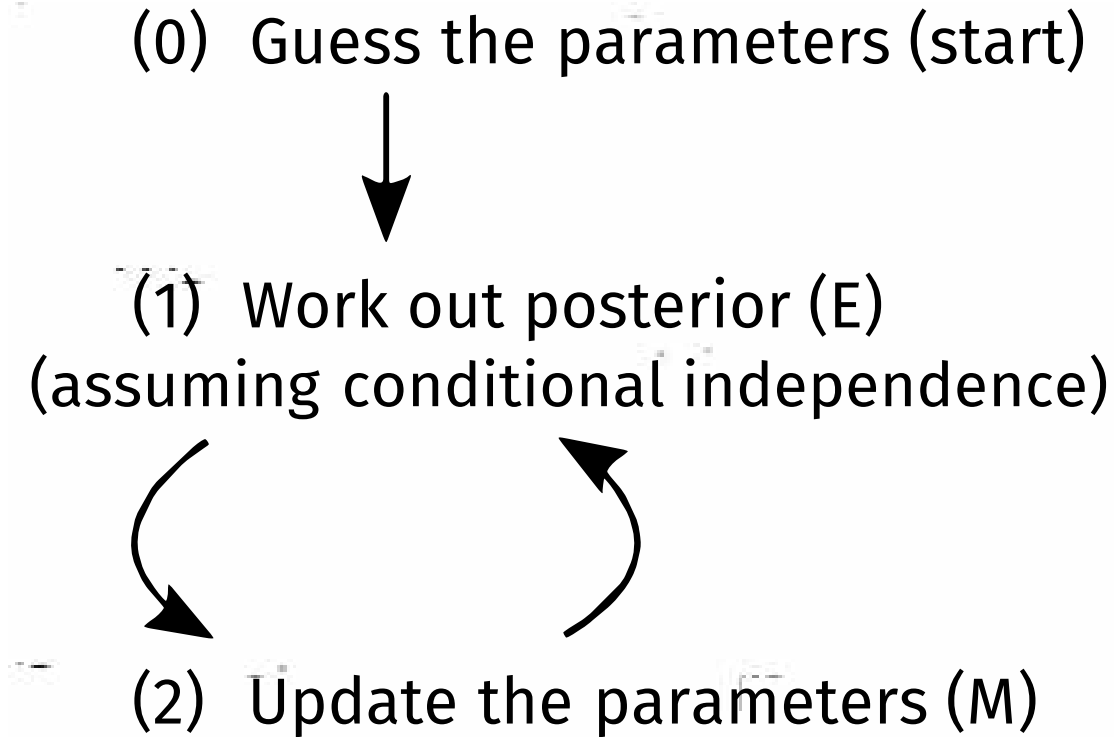 (0) Guess the parameters (start)
(1) Work out posterior (E)
(assuming conditional independence)
(2) Update the parameters (M)